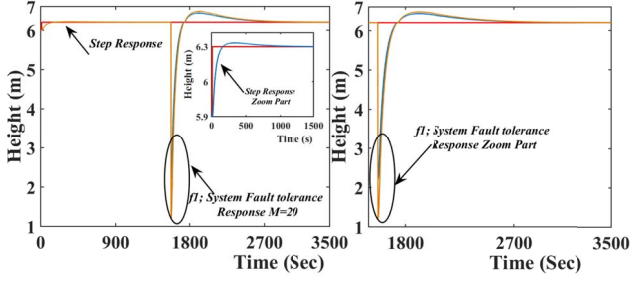 7
6
5
4
3
2
1
Height (m)
Step Response
6.3
6
5.9
Height (m)
Step Respons
Zoom Part
0 500 1000 1500
Time (s)
f1; System Fault tolerance
Response M=20
0 900 1800 2700 3500
Time (Sec)
7
6
5
4
3
2
1
Height (m)
f1; System Fault tolerance
Response Zoom Part
1800 2700 3500
Time (Sec)